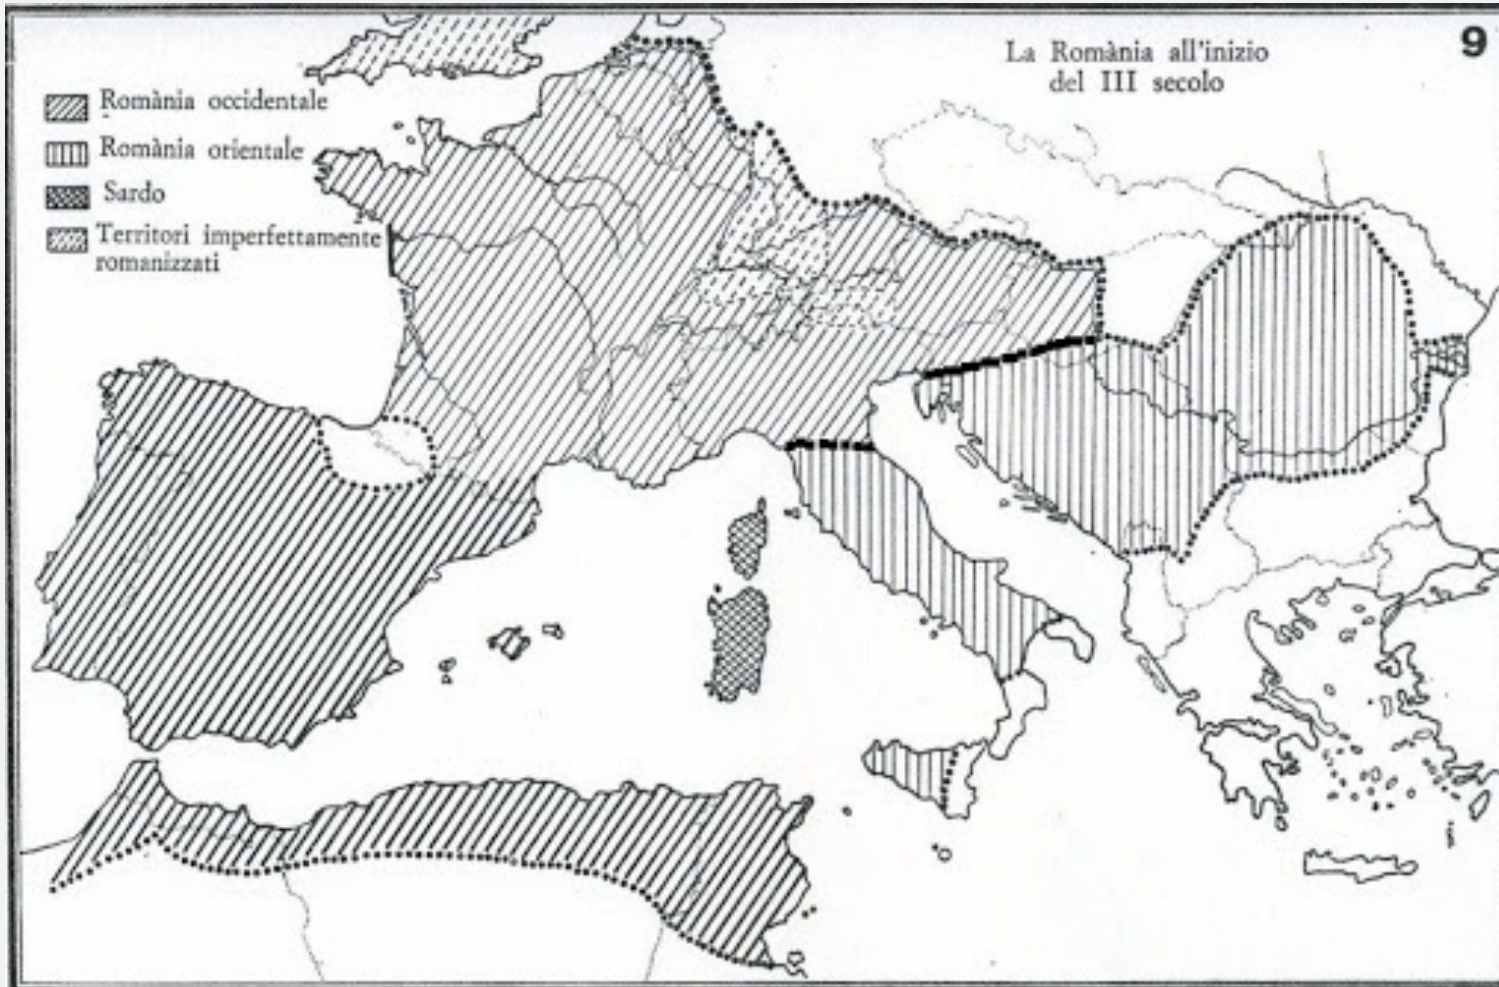 9
La Romània all'inizio
del III secolo
Romània occidentale
Romània orientale
Sardo
Territori imperfettamente
romanizzati